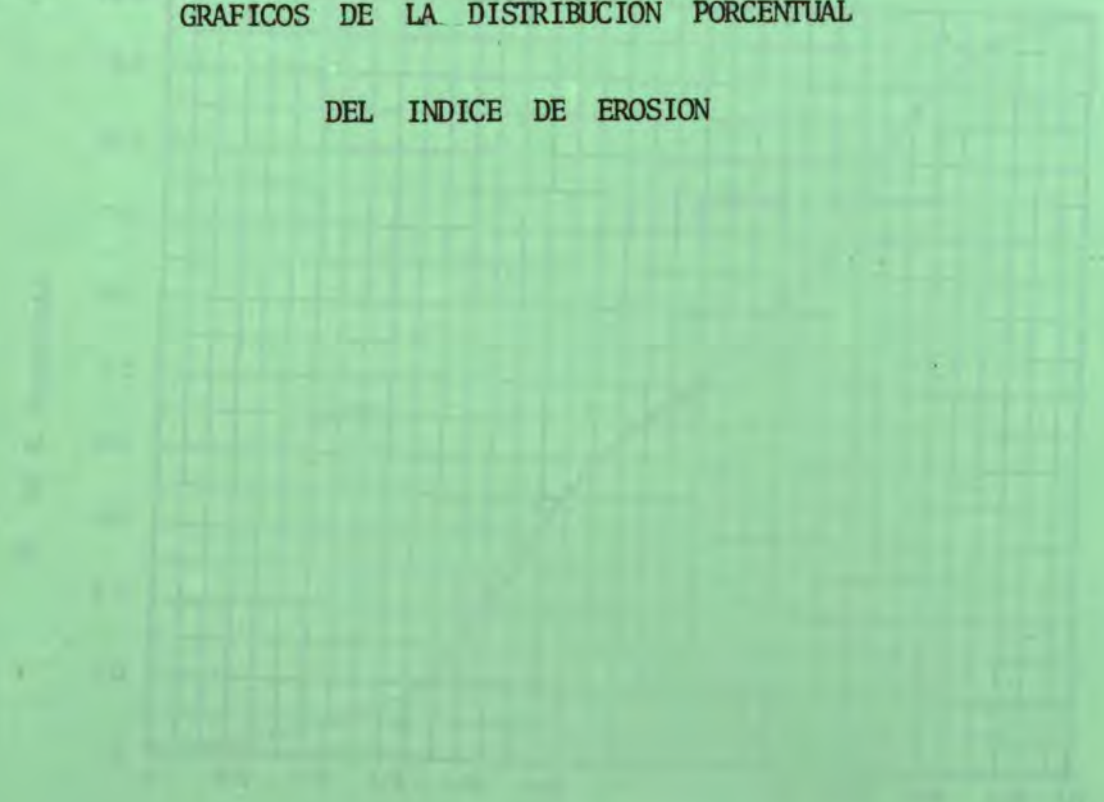 GRAFICOS DE LA DISTRIBUCION PORCENTUAL
DEL INDICE DE EROSION